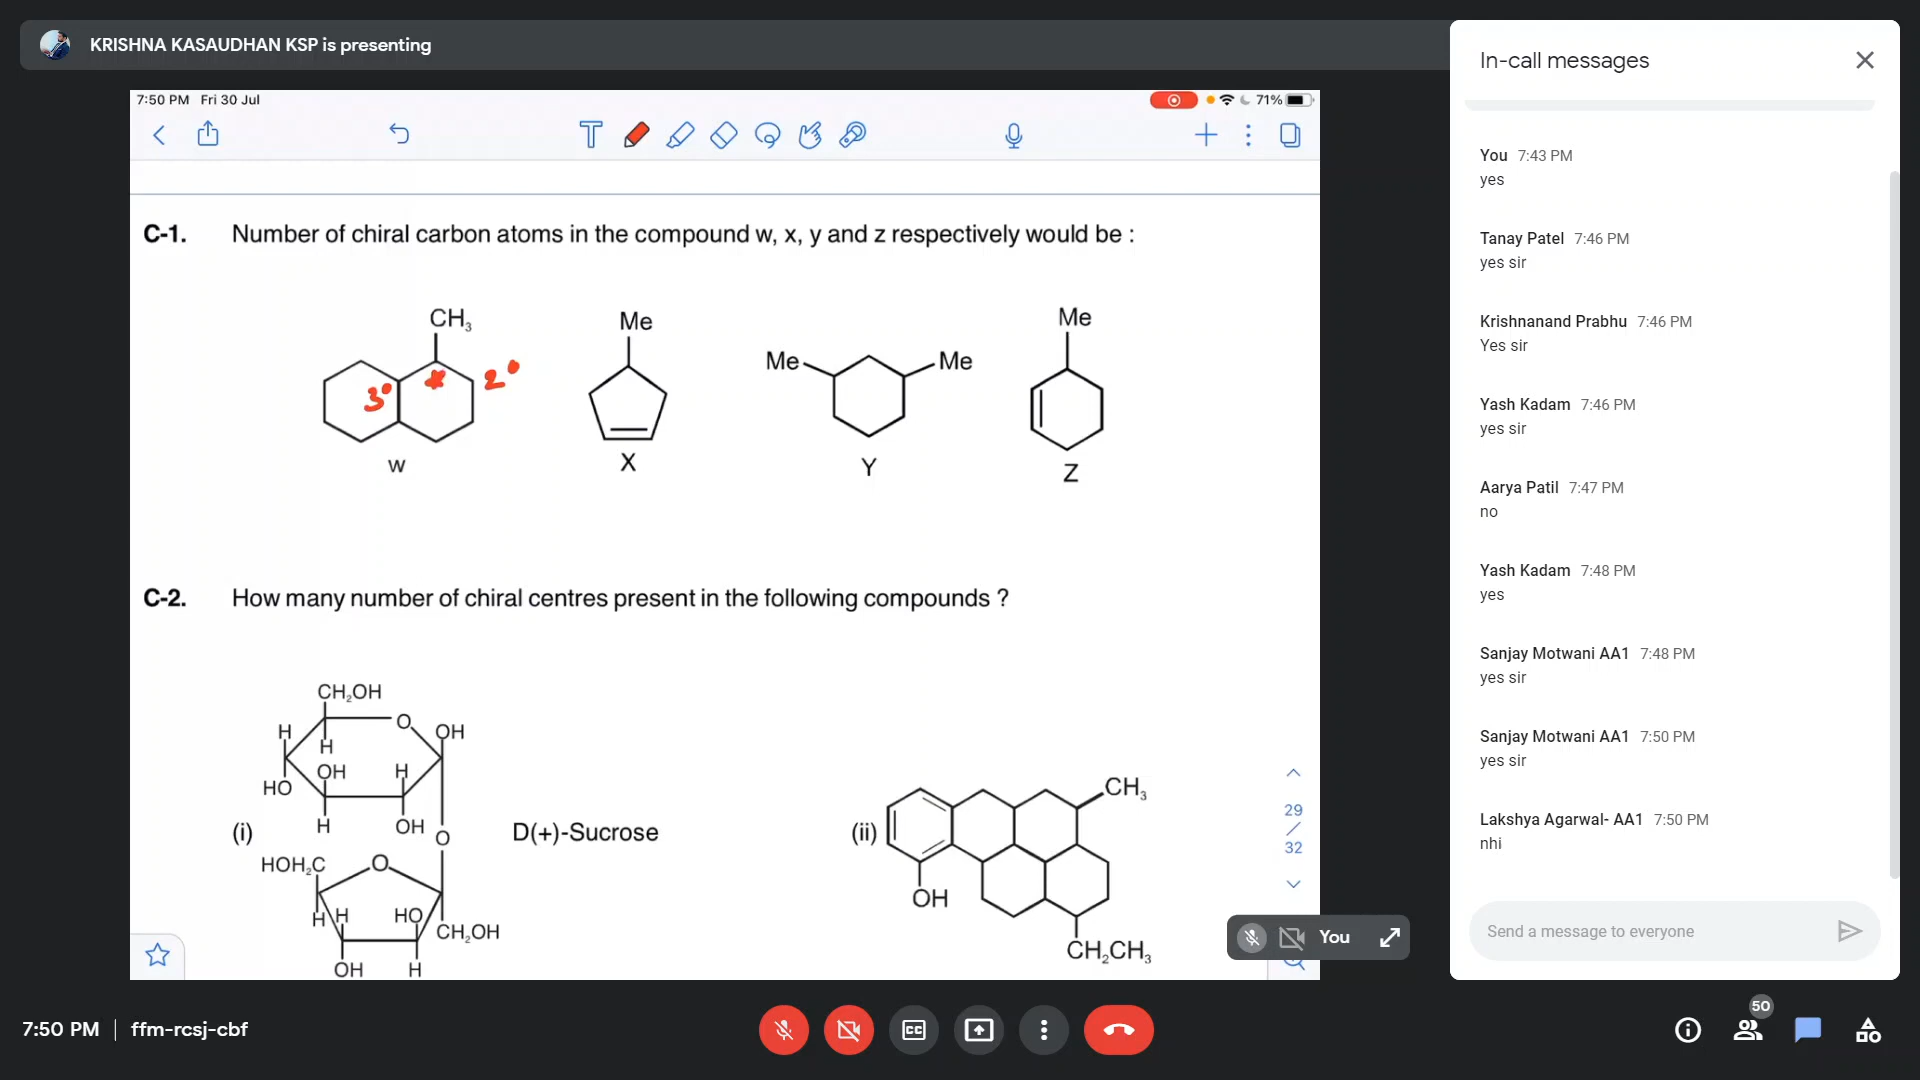 KRISHNA KASAUDHAN KSP is presenting
7:50 PM Fri 30 Jul
71%
C-1. Number of chiral carbon atoms in the compound w, x, y and z respectively would be :
CH₃
Me
Me
Me
Me
3°
2°
W
X
Y
Z
C-2. How many number of chiral centres present in the following compounds ?
CH₂OH
H
O
OH
H
OH
H
HO
H
OH
(i)
O
D(+)-Sucrose
HOH₂C
O
H
H
HO
CH₂OH
OH
H
(ii)
CH₃
OH
CH₂CH₃
29
/
32
You
In-call messages
You 7:43 PM
yes
Tanay Patel 7:46 PM
yes sir
Krishnanand Prabhu 7:46 PM
Yes sir
Yash Kadam 7:46 PM
yes sir
Aarya Patil 7:47 PM
no
Yash Kadam 7:48 PM
yes
Sanjay Motwani AA1 7:48 PM
yes sir
Sanjay Motwani AA1 7:50 PM
yes sir
Lakshya Agarwal- AA1 7:50 PM
nhi
Send a message to everyone
7:50 PM | ffm-rcsj-cbf
CC
50